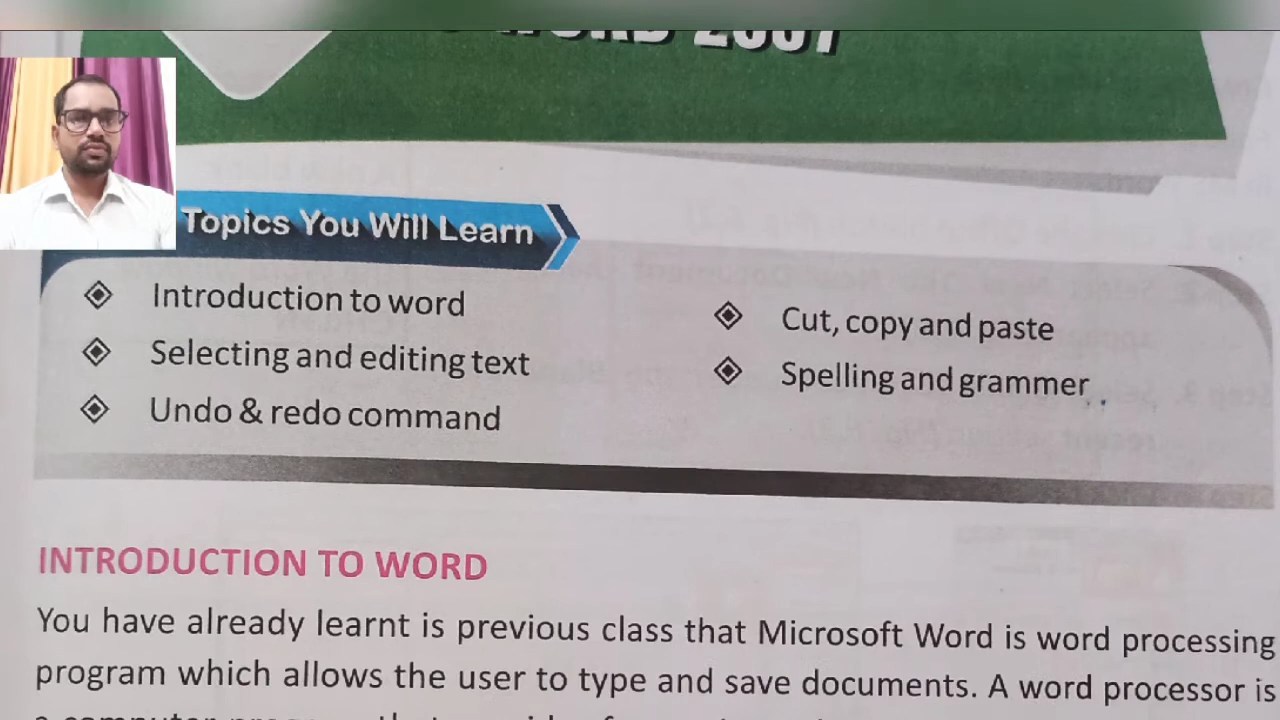 WORD 2007
Topics You Will Learn
Introduction to word
Selecting and editing text
Undo & redo command
Cut, copy and paste
Spelling and grammer
INTRODUCTION TO WORD
You have already learnt is previous class that Microsoft Word is word processing
program which allows the user to type and save documents. A word processor is